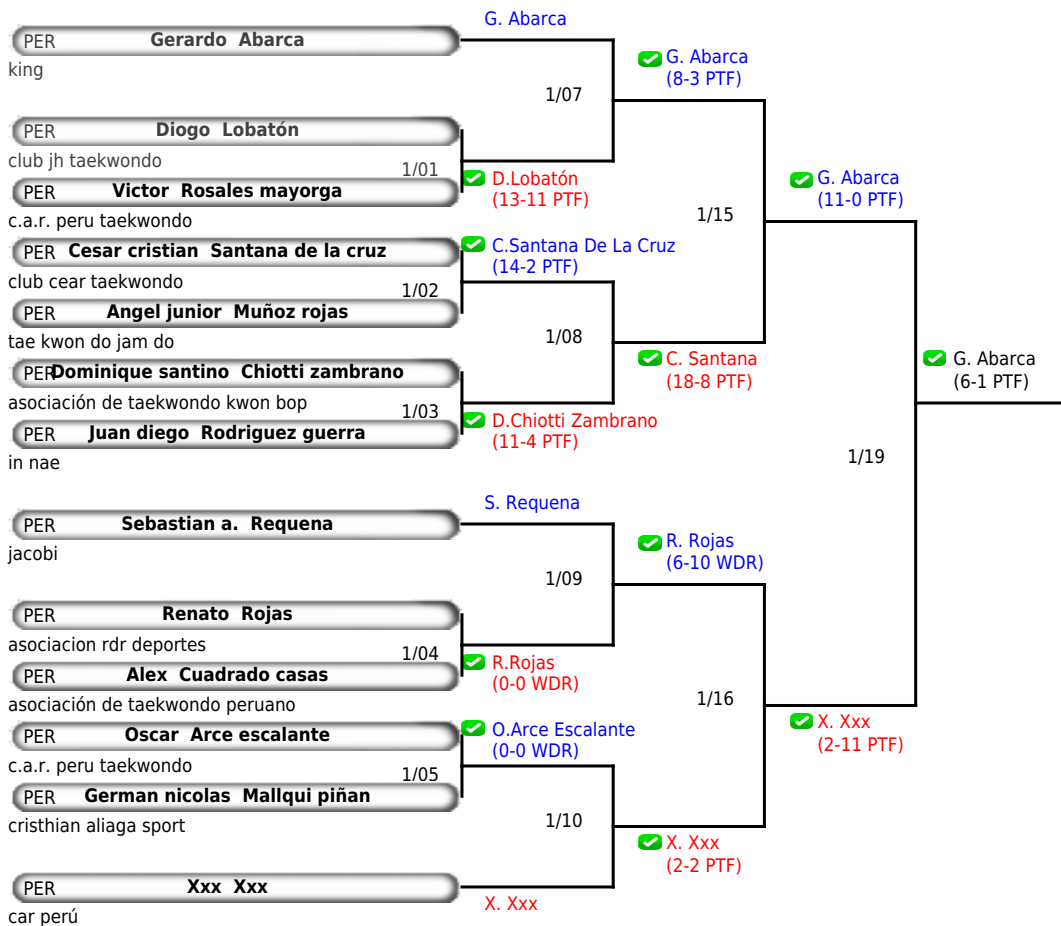 G. Abarca
PER Gerardo Abarca
king
1/07
G. Abarca
(8-3 PTF)
PER Diogo Lobatón
club jh taekwondo
1/01
PER Victor Rosales mayorga
c.a.r. peru taekwondo
D.Lobatón
(13-11 PTF)
1/15
G. Abarca
(11-0 PTF)
PER Cesar cristian Santana de la cruz
club cear taekwondo
C.Santana De La Cruz
(14-2 PTF)
1/02
PER Angel junior Muñoz rojas
tae kwon do jam do
1/08
C. Santana
(18-8 PTF)
PER Dominique santino Chiotti zambrano
asociación de taekwondo kwon bop
1/03
PER Juan diego Rodriguez guerra
in nae
D.Chiotti Zambrano
(11-4 PTF)
G. Abarca
(6-1 PTF)
1/19
S. Requena
PER Sebastian a. Requena
jacobi
1/09
R. Rojas
(6-10 WDR)
PER Renato Rojas
asociacion rdr deportes
1/04
PER Alex Cuadrado casas
asociación de taekwondo peruano
R.Rojas
(0-0 WDR)
1/16
X. Xxx
(2-11 PTF)
PER Oscar Arce escalante
c.a.r. peru taekwondo
O.Arce Escalante
(0-0 WDR)
1/05
PER German nicolas Mallqui piñan
cristhian aliaga sport
1/10
X. Xxx
(2-2 PTF)
PER Xxx Xxx
car perú
X. Xxx